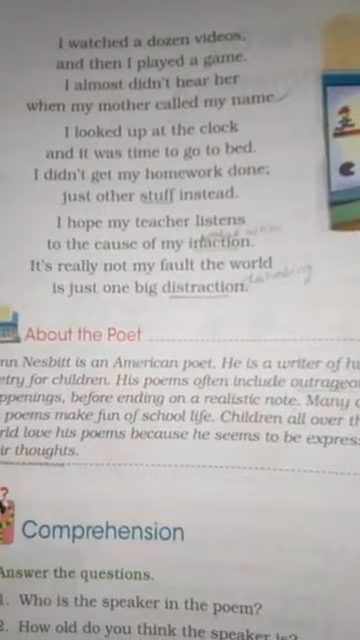 I watched a dozen videos,
and then I played a game.
I almost didn't hear her
when my mother called my name.
I looked up at the clock
and it was time to go to bed.
I didn't get my homework done;
just other stuff instead.
I hope my teacher listens
to the cause of my infaction.
It's really not my fault the world
is just one big distraction.
About the Poet
nn Nesbitt is an American poet. He is a writer of hu
etry for children. His poems often include outrageou
ppenings, before ending on a realistic note. Many o
poems make fun of school life. Children all over th
rld love his poems because he seems to be express
ir thoughts.
Comprehension
Answer the questions.
1. Who is the speaker in the poem?
2. How old do you think the speaker is?